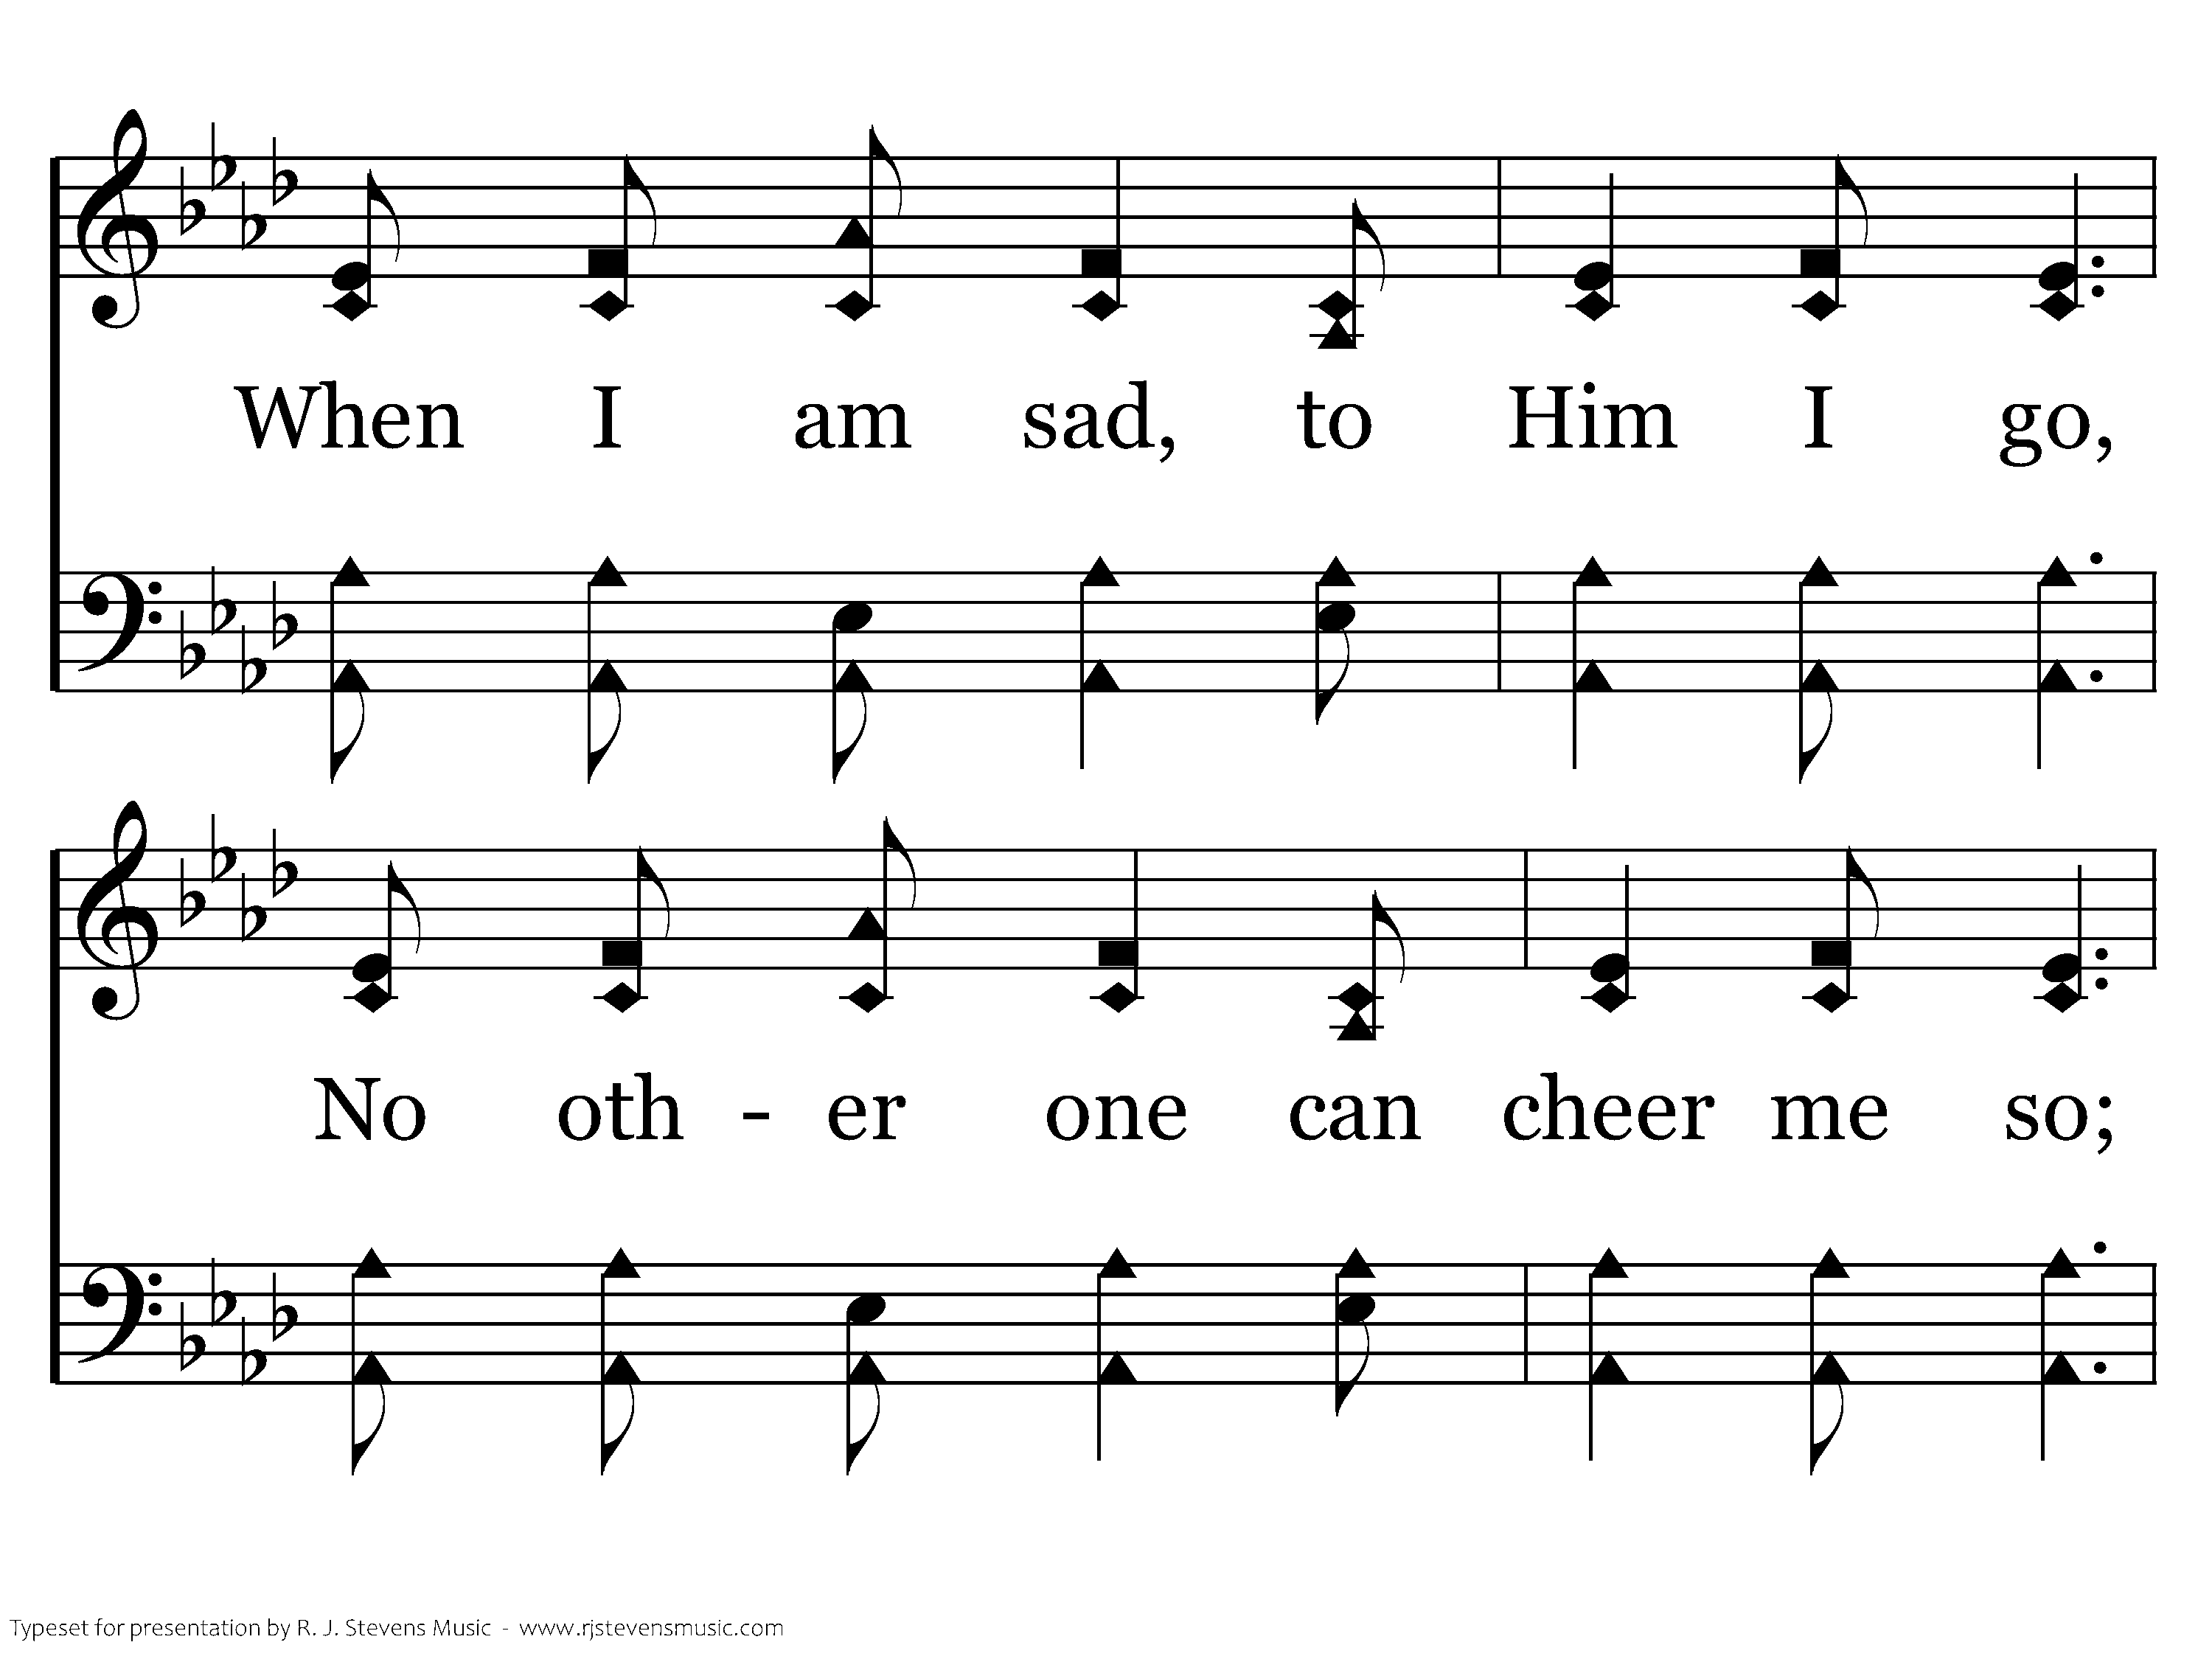 When I am sad, to Him I go,
No oth - er one can cheer me so;
Typeset for presentation by R. J. Stevens Music - www.rjstevensmusic.com